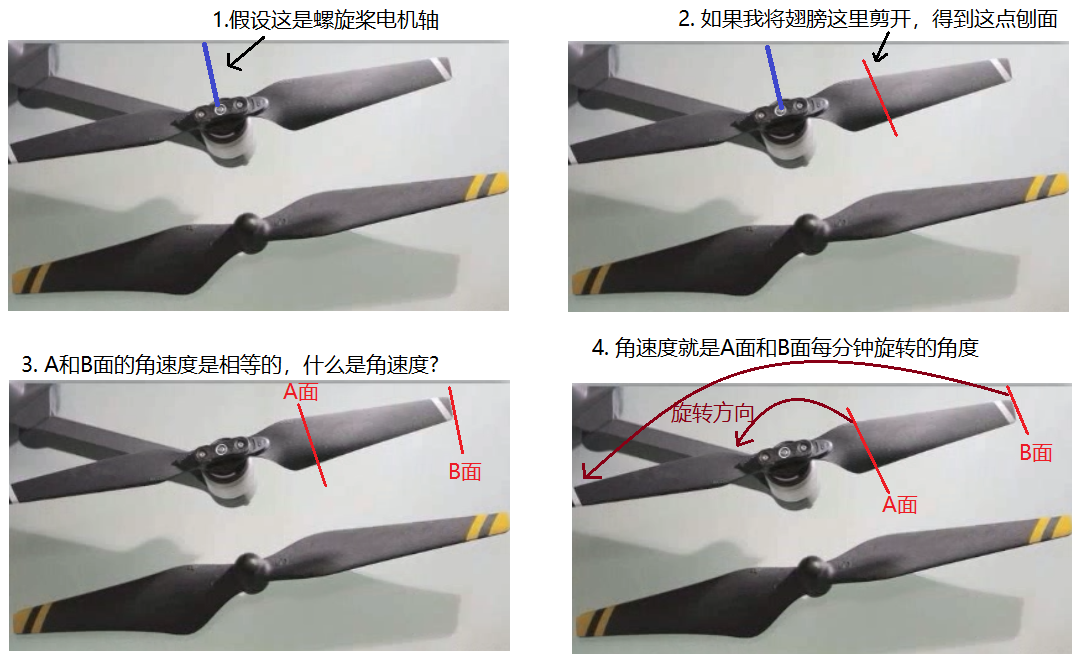 1.假设这是螺旋桨电机轴
2. 如果我将翅膀这里剪开，得到这点刨面
3. A和B面的角速度是相等的，什么是角速度？
A面
B面
4. 角速度就是A面和B面每分钟旋转的角度
旋转方向
B面
A面